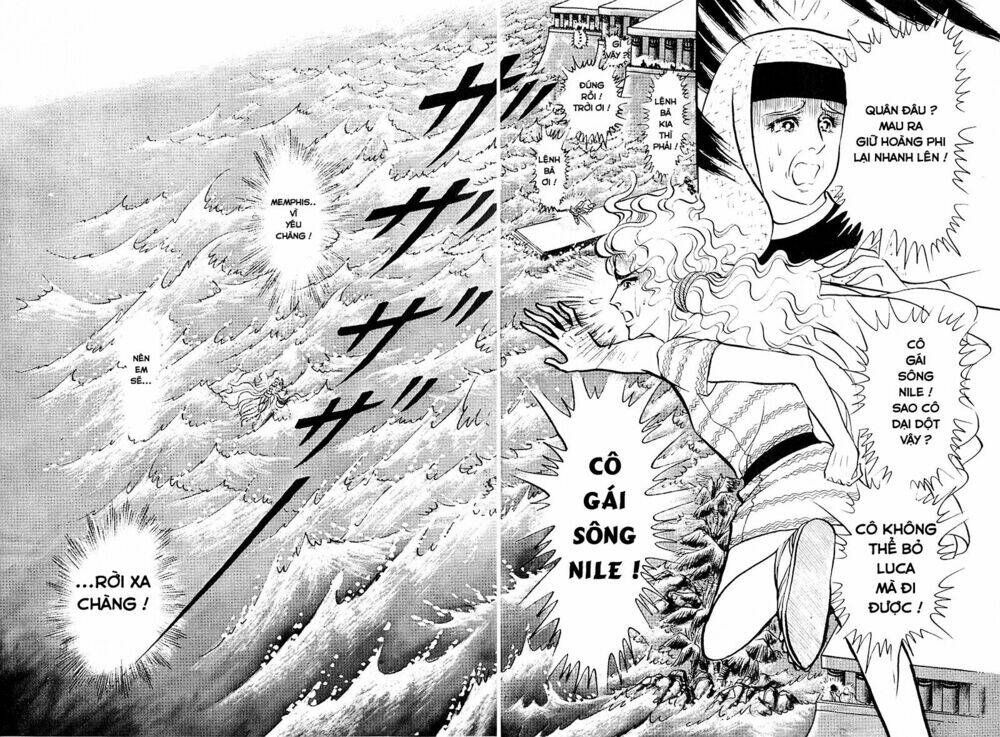 QUÂN ĐÂU ?
MAU RA
GIỮ HOÀNG PHI
LẠI NHANH LÊN !
GÌ
VẬY ?
ĐÚNG
RỒI !
TRỜI ƠI !
LỆNH
BÀ
KIA
THÍ
PHẢI !
LỆNH
BÀ
ƠI !
CÔ
GÁI
SÔNG
NILE !
SAO CÔ
DẠI DỘT
VẬY ?
CÔ KHÔNG
THỂ BỎ
LUCA
MÀ ĐI
ĐƯỢC !
CÔ
GÁI
SÔNG
NILE !
ザザザザ
MEMPHIS..
VÌ
YÊU
CHÀNG !
NÊN
EM
SẼ...
...RỜI XA
CHÀNG !